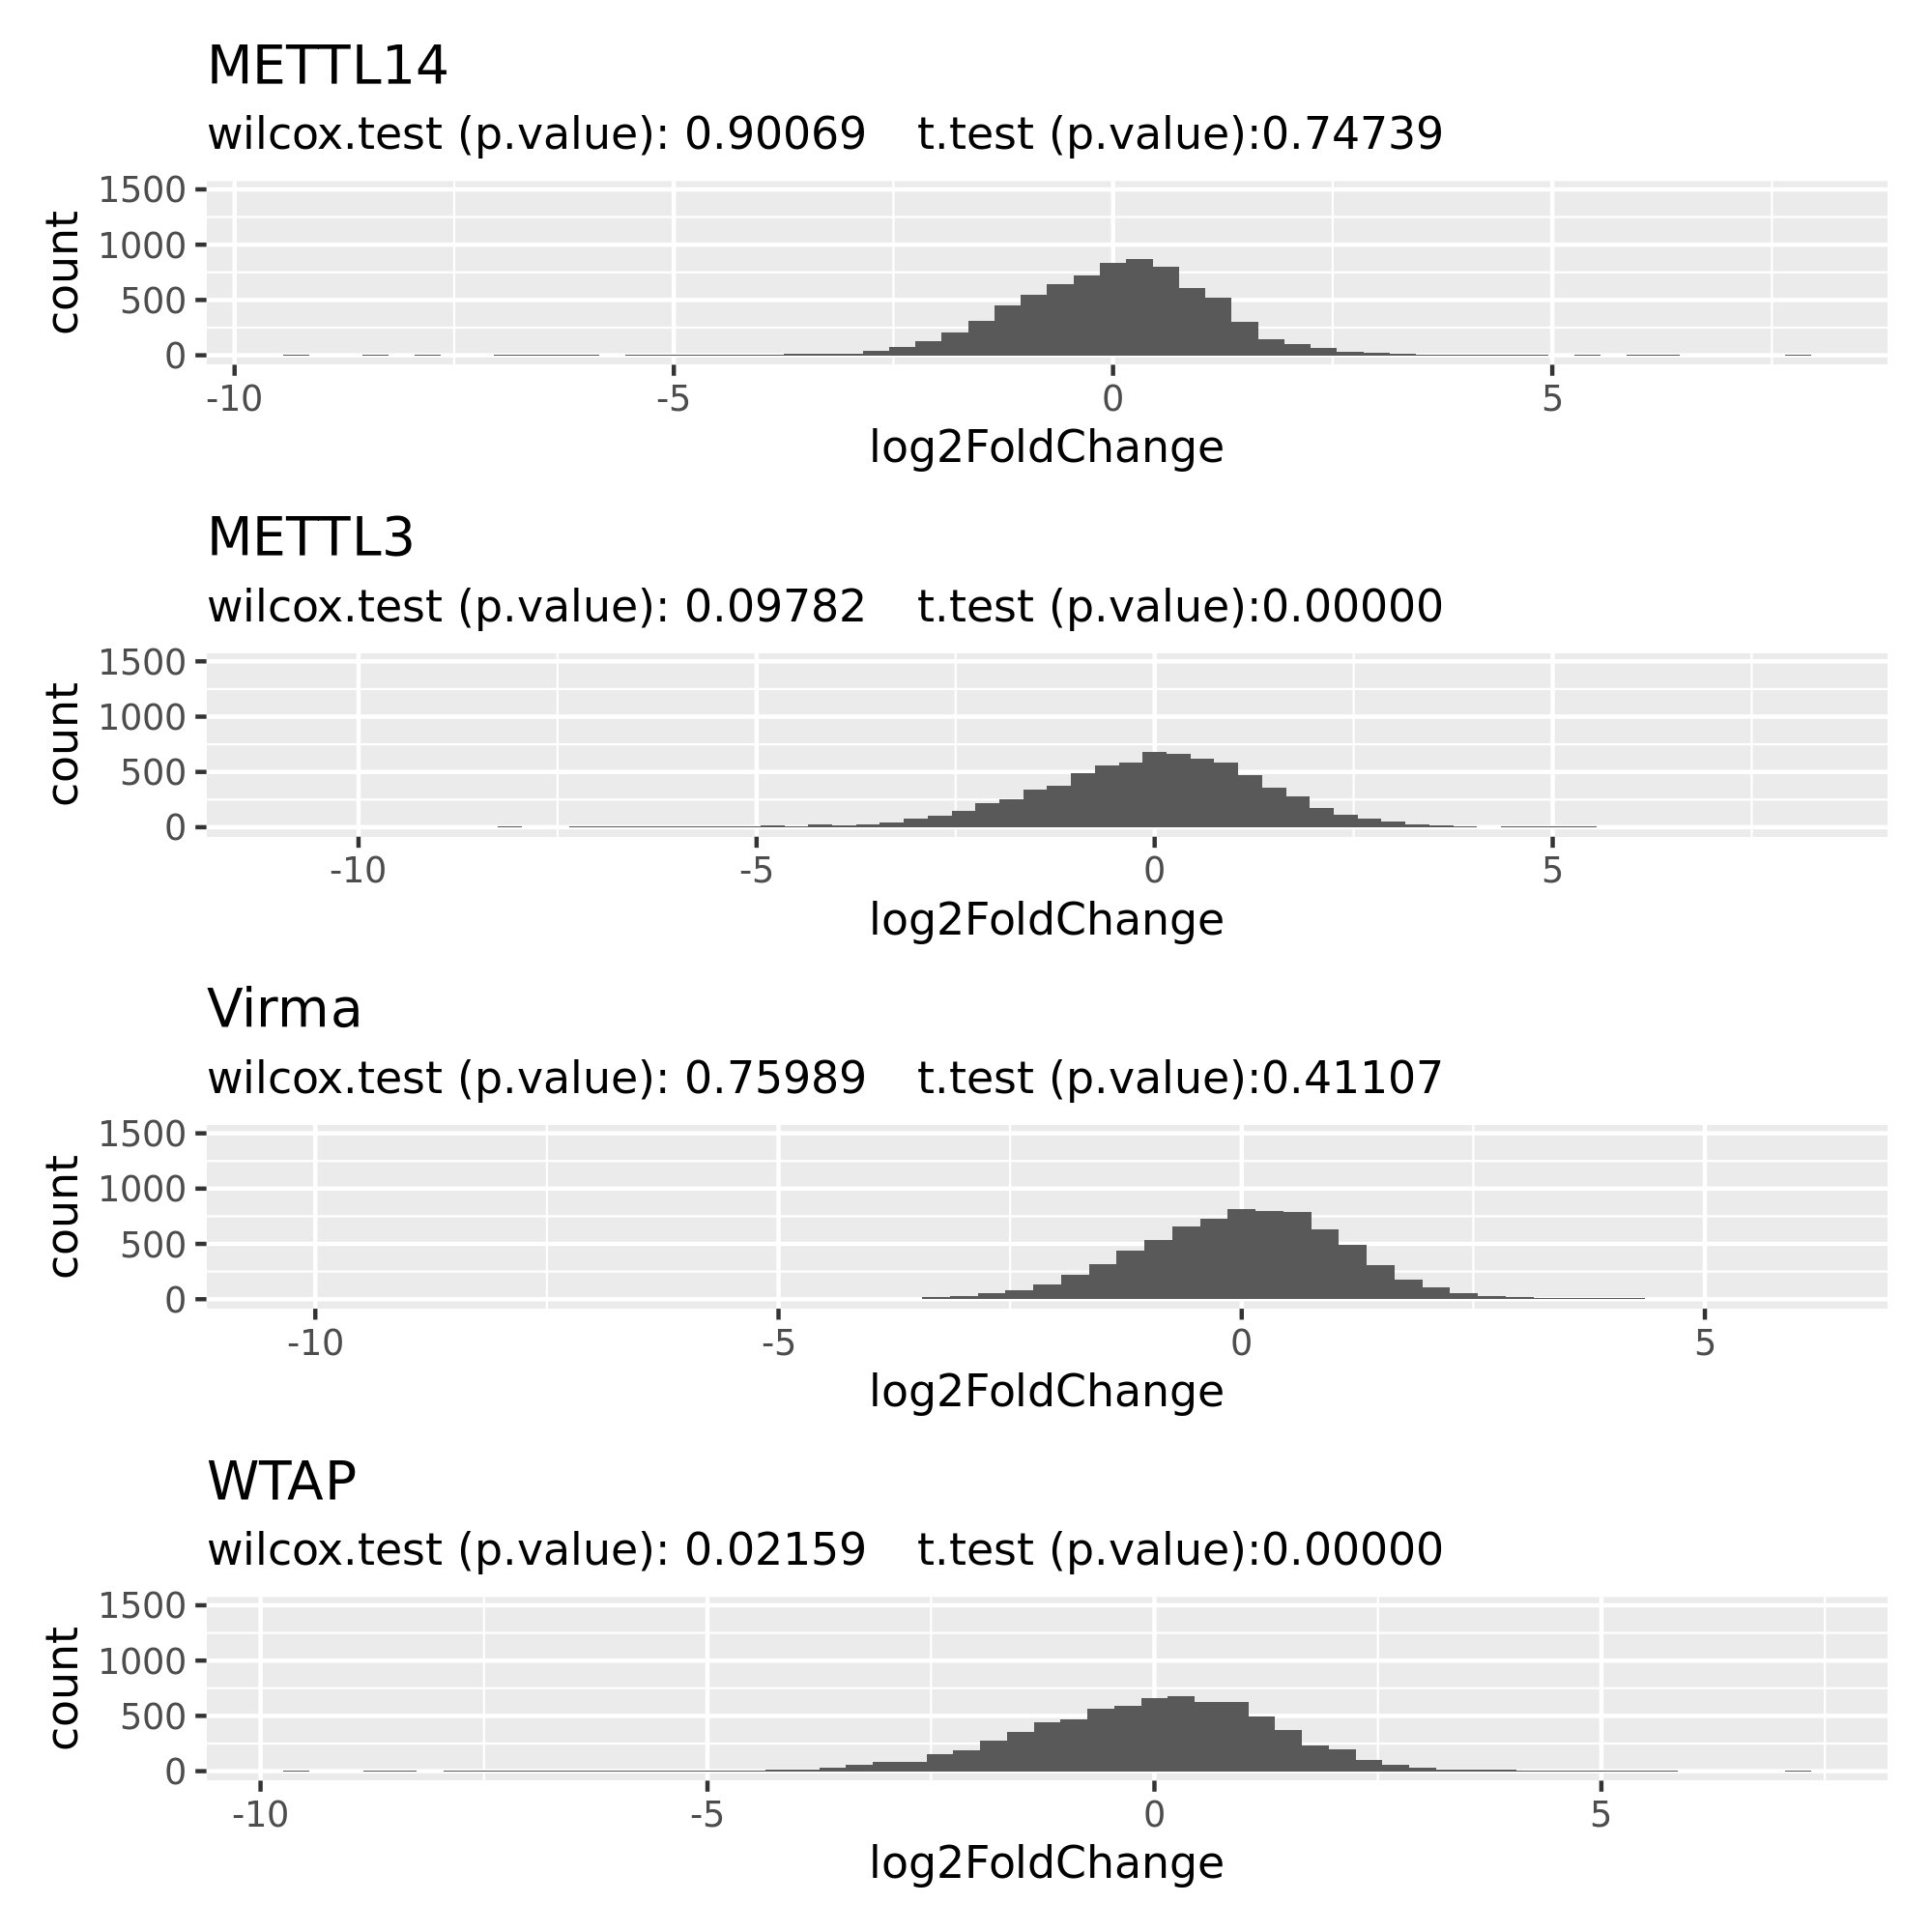 METTL14
wilcox.test (p.value): 0.90069    t.test (p.value):0.74739
1500
1000
500
0
count
-10 -5 0 5
log2FoldChange
METTL3
wilcox.test (p.value): 0.09782    t.test (p.value):0.00000
1500
1000
500
0
count
-10 -5 0 5
log2FoldChange
Virma
wilcox.test (p.value): 0.75989    t.test (p.value):0.41107
1500
1000
500
0
count
-10 -5 0 5
log2FoldChange
WTAP
wilcox.test (p.value): 0.02159    t.test (p.value):0.00000
1500
1000
500
0
count
-10 -5 0 5
log2FoldChange